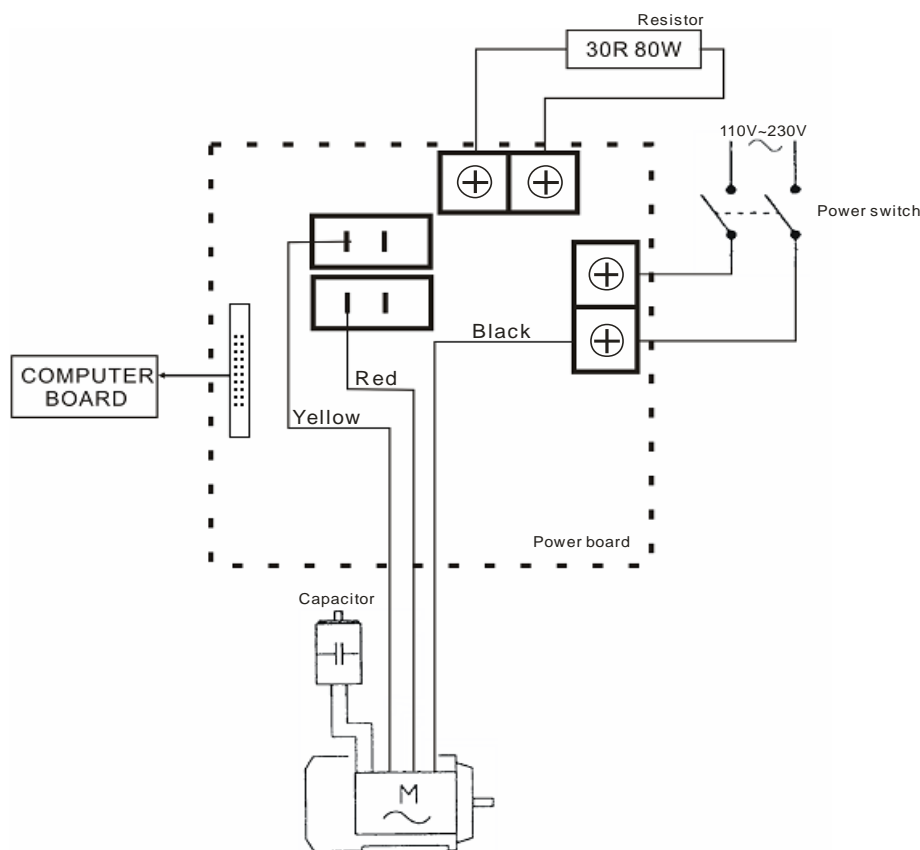 Resistor
30R 80W
110V~230V
Power switch
Black
COMPUTER
BOARD
Red
Yellow
Power board
Capacitor
M